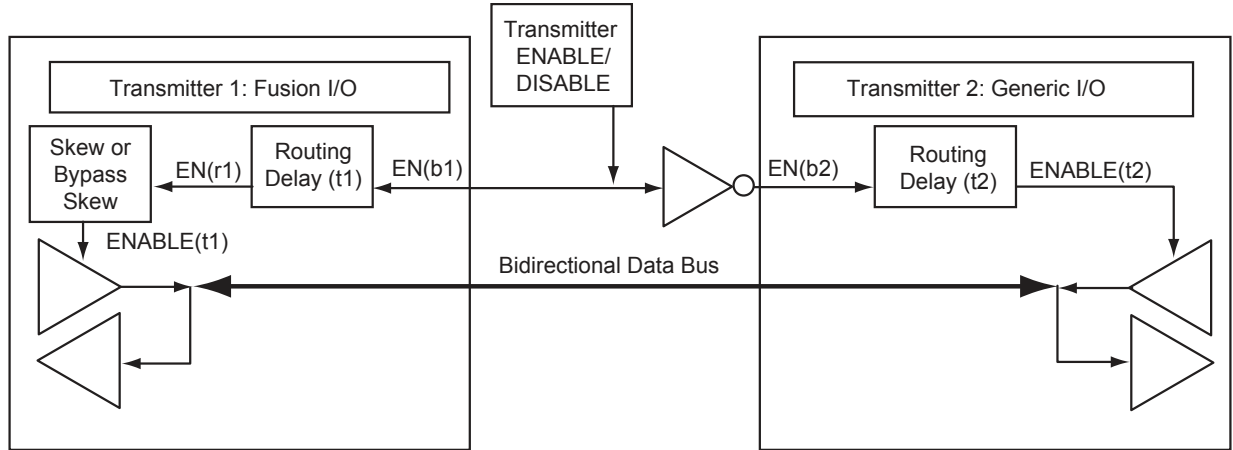 Transmitter
ENABLE/
DISABLE
Transmitter 1: Fusion I/O
Transmitter 2: Generic I/O
Skew or
Bypass
Skew
EN(r1)
Routing
Delay (t1)
EN(b1)
EN(b2)
Routing
Delay (t2)
ENABLE(t2)
ENABLE(t1)
Bidirectional Data Bus